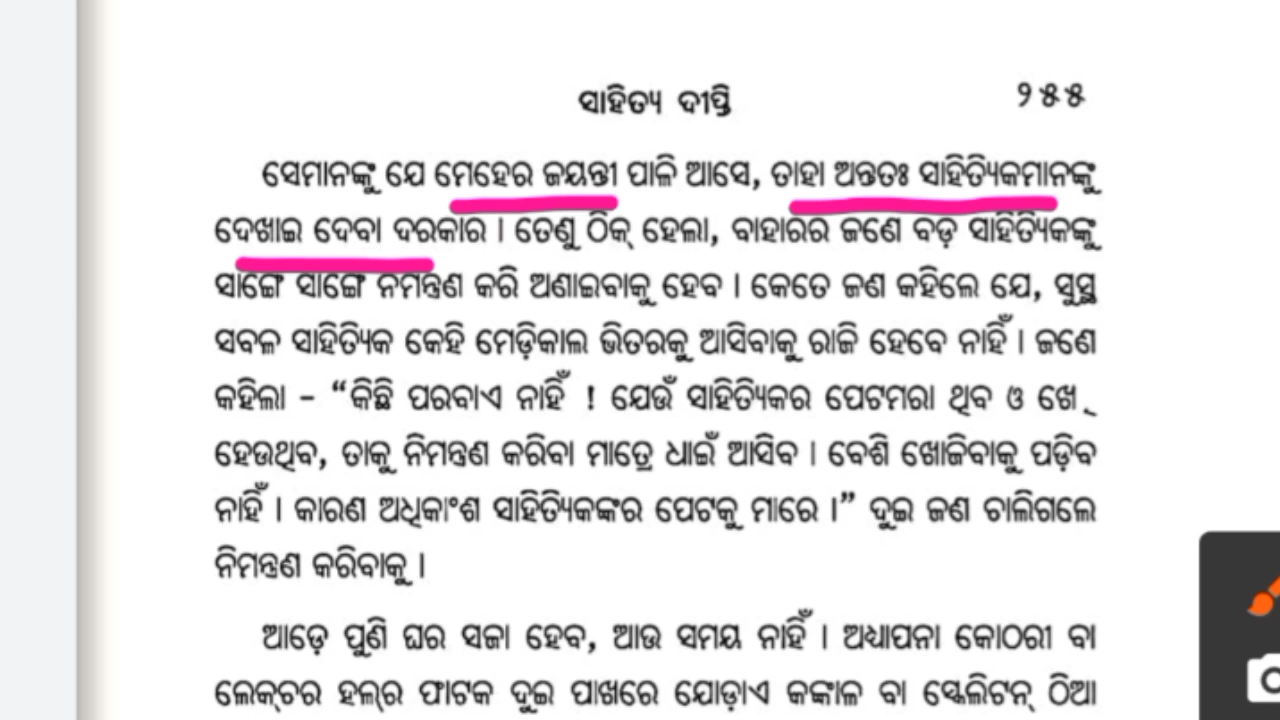 ସାହିତ୍ୟ ଦୀପ୍ତି ୨୫୫
ସେମାନଙ୍କୁ ଯେ ମେହେର ଜୟନ୍ତୀ ପାଳି ଆସେ, ତାହା ଅନ୍ତତଃ ସାହିତ୍ୟିକମାନଙ୍କୁ
ଦେଖାଇ ଦେବା ଦରକାର । ତେଣୁ ଠିକ୍ ହେଲା, ବାହାରର ଜଣେ ବଡ଼ ସାହିତ୍ୟିକଙ୍କୁ
ସାଙ୍ଗେ ସାଙ୍ଗେ ନିମନ୍ତ୍ରଣ କରି ଅଣାଇବାକୁ ହେବ । କେତେ ଜଣ କହିଲେ ଯେ, ସୁସ୍ଥ
ସବଳ ସାହିତ୍ୟିକ କେହି ମେଡ଼ିକାଲ ଭିତରକୁ ଆସିବାକୁ ରାଜି ହେବେ ନାହିଁ । ଜଣେ
କହିଲା – “କିଛି ପରବାଏ ନାହିଁ ! ଯେଉଁ ସାହିତ୍ୟିକର ପେଟମରା ଥିବ ଓ
ହେଉଥିବ, ତାକୁ ନିମନ୍ତ୍ରଣ କରିବା ମାତ୍ରେ ଧାଇଁ ଆସିବ । ବେଶି ଖୋଜିବାକୁ ପଡ଼ିବ
ନାହିଁ । କାରଣ ଅଧିକାଂଶ ସାହିତ୍ୟିକଙ୍କର ପେଟକୁ ମାରେ ।” ଦୁଇ ଜଣ ଚାଲିଗଲେ
ନିମନ୍ତ୍ରଣ କରିବାକୁ ।
ଆଡ଼େ ପୁଣି ଘର ସଜା ହେବ, ଆଉ ସମୟ ନାହିଁ । ଅଧ୍ୟାପନା କୋଠରୀ ବା
ଲେକ୍‌ଚର ହଲ୍‌ର ଫାଟକ ଦୁଇ ପାଖରେ ଯୋଡ଼ାଏ କଙ୍କାଳ ବା ସ୍କେଲିଟନ୍ ଠିଆ